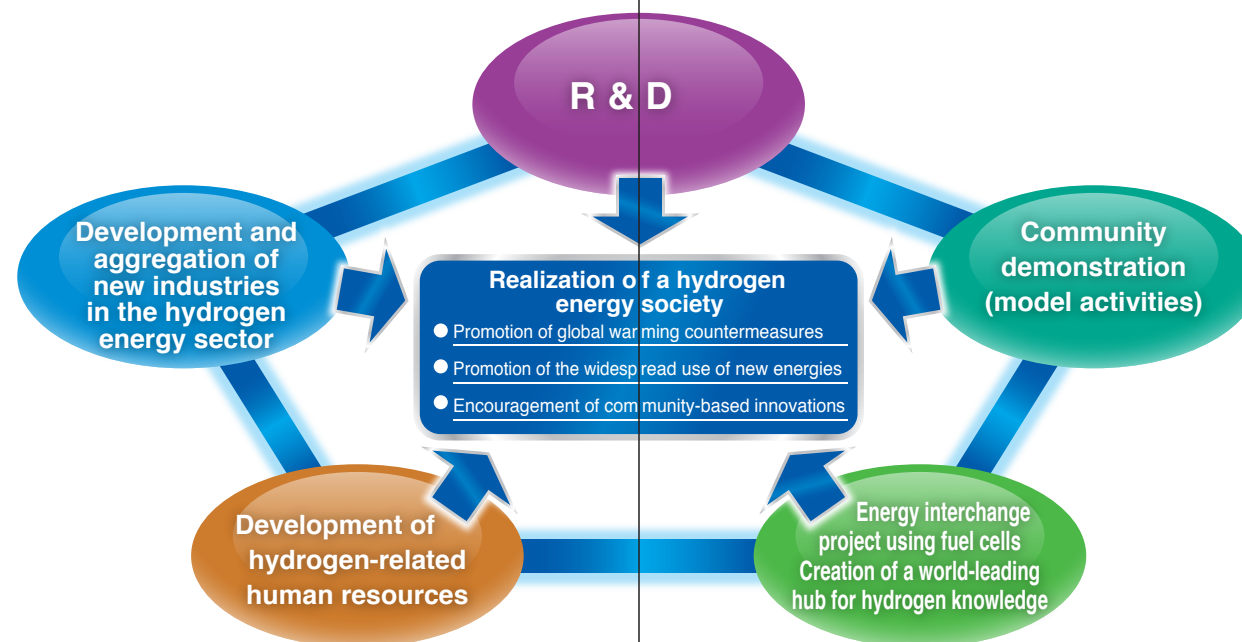 R & D
Development and
aggregation of
new industries
in the hydrogen
energy sector
Community
demonstration
(model activities)
Realization of a hydrogen
energy society
● Promotion of global warming countermeasures
● Promotion of the widespread use of new energies
● Encouragement of community-based innovations
Development of
hydrogen-related
human resources
Energy interchange
project using fuel cells
Creation of a world-leading
hub for hydrogen knowledge